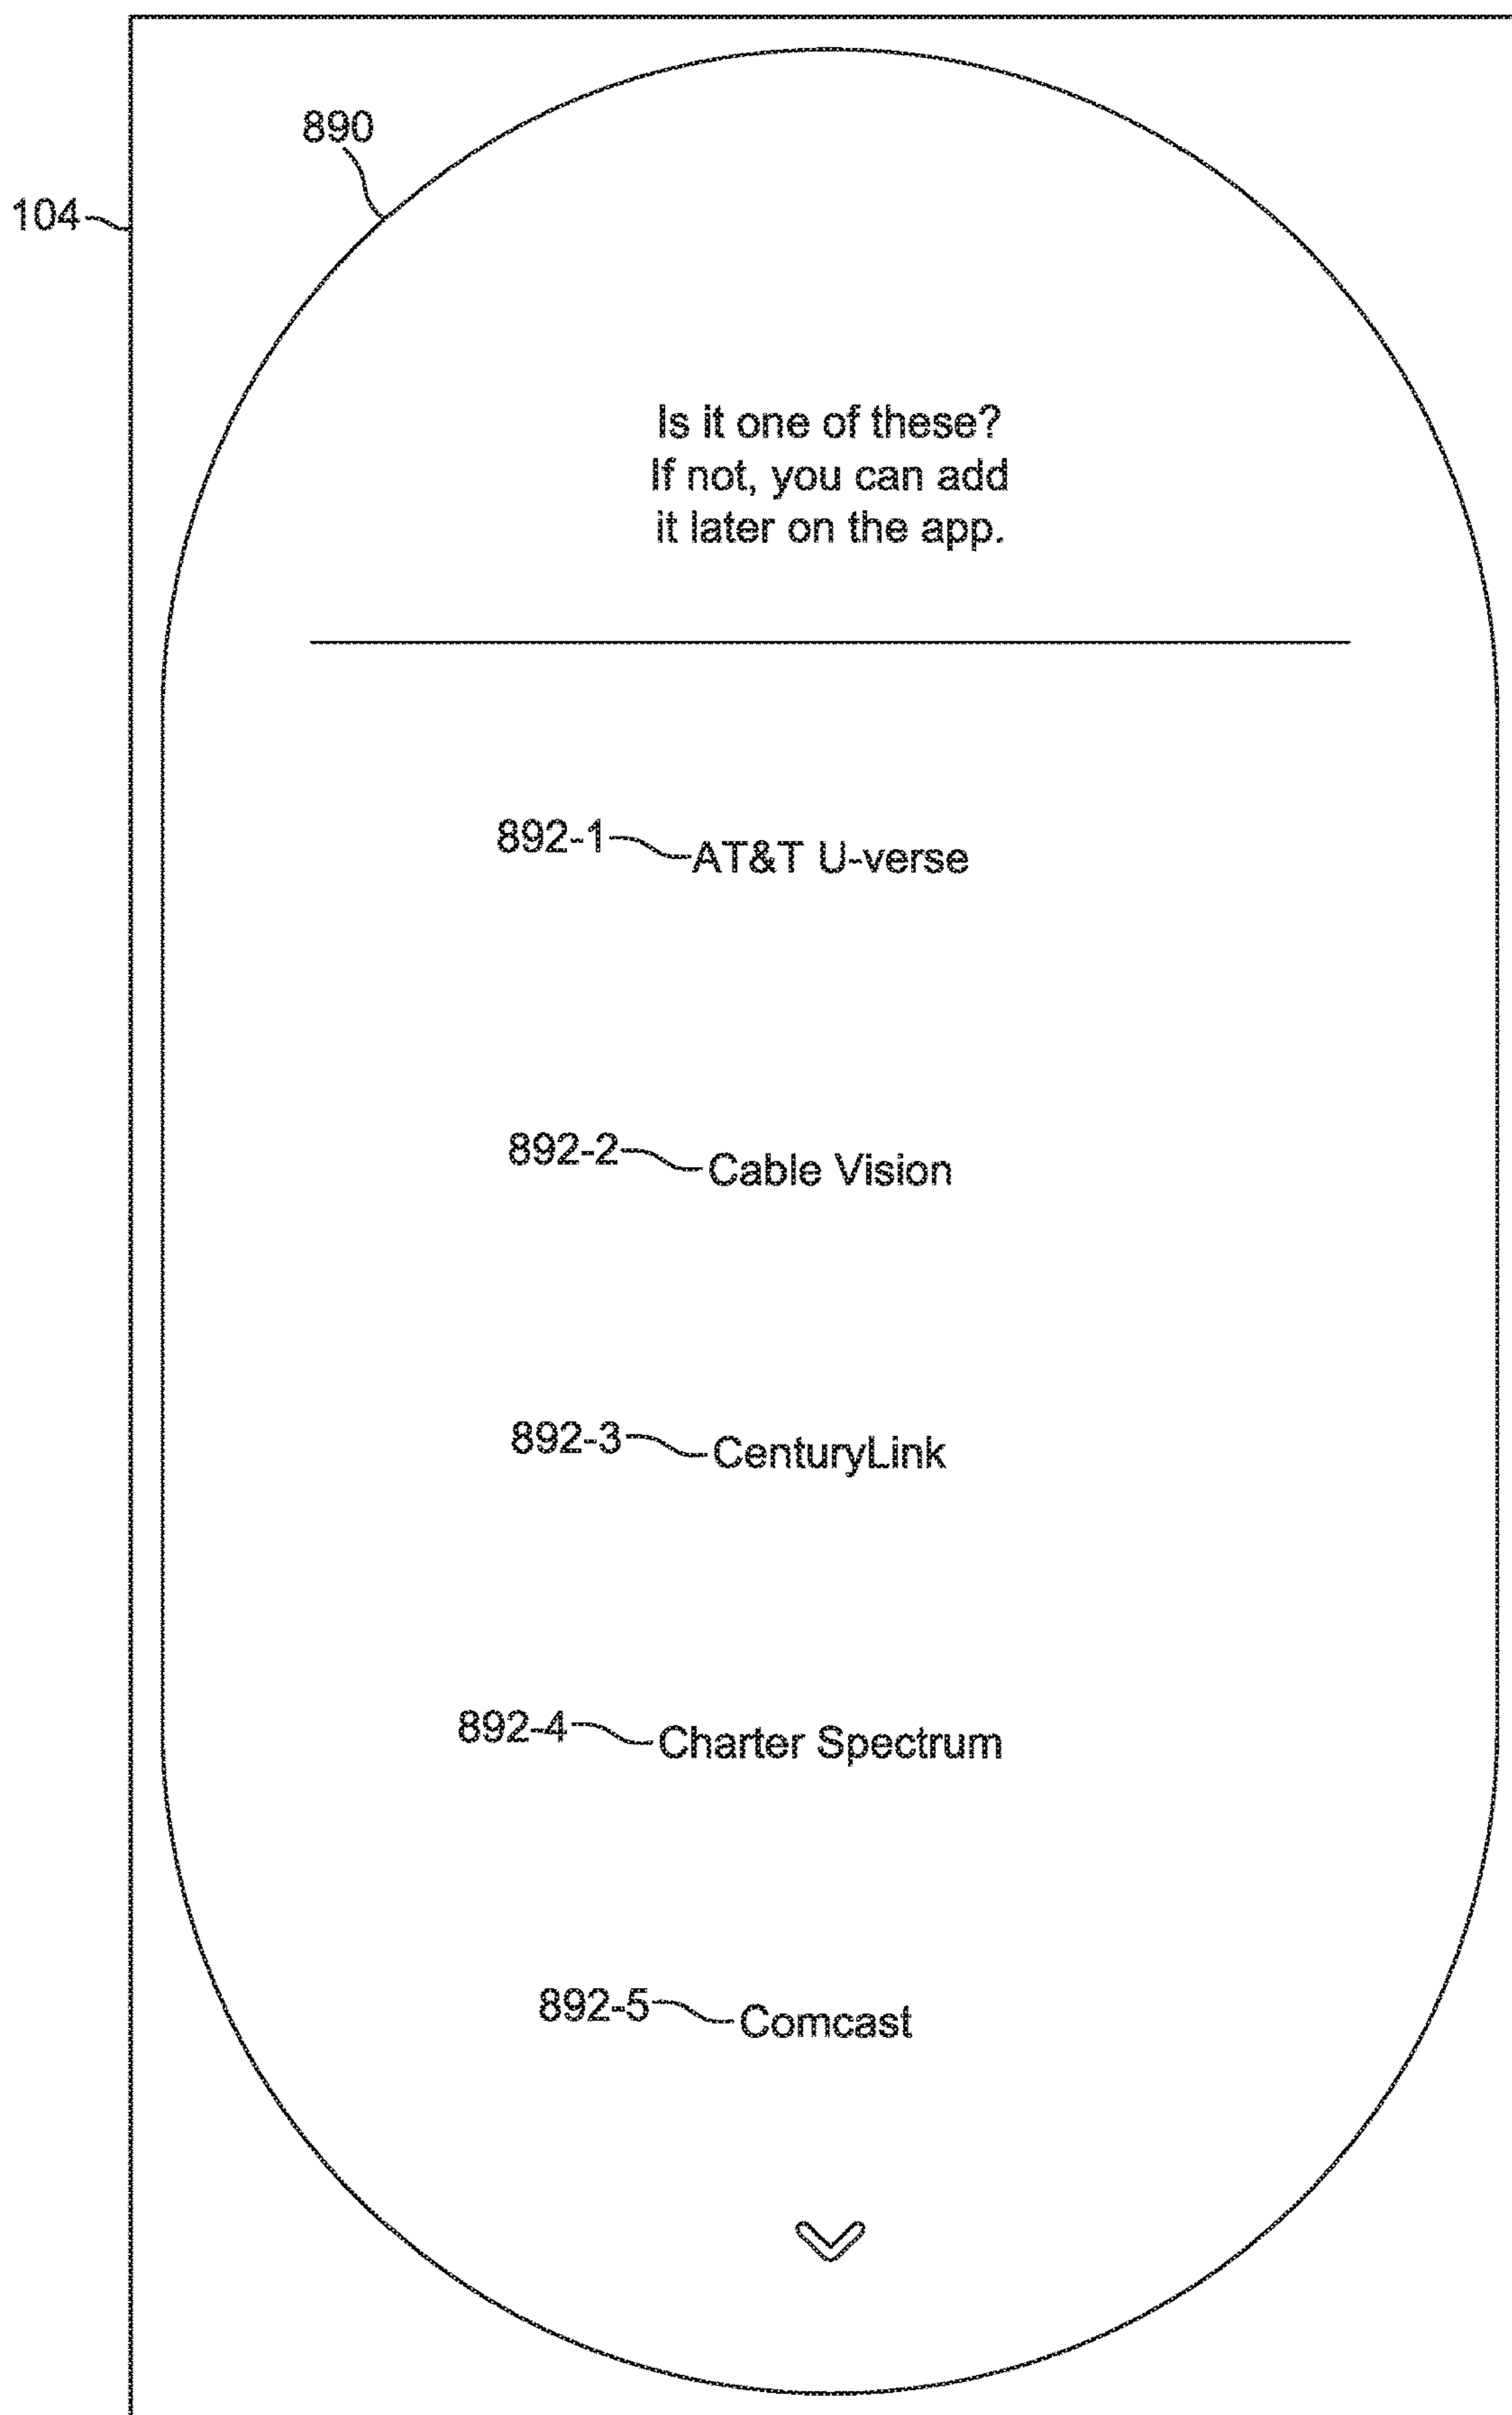 890
104
Is it one of these?
If not, you can add
it later on the app.
892-1 AT&T U-verse
892-2 Cable Vision
892-3 CenturyLink
892-4 Charter Spectrum
892-5 Comcast